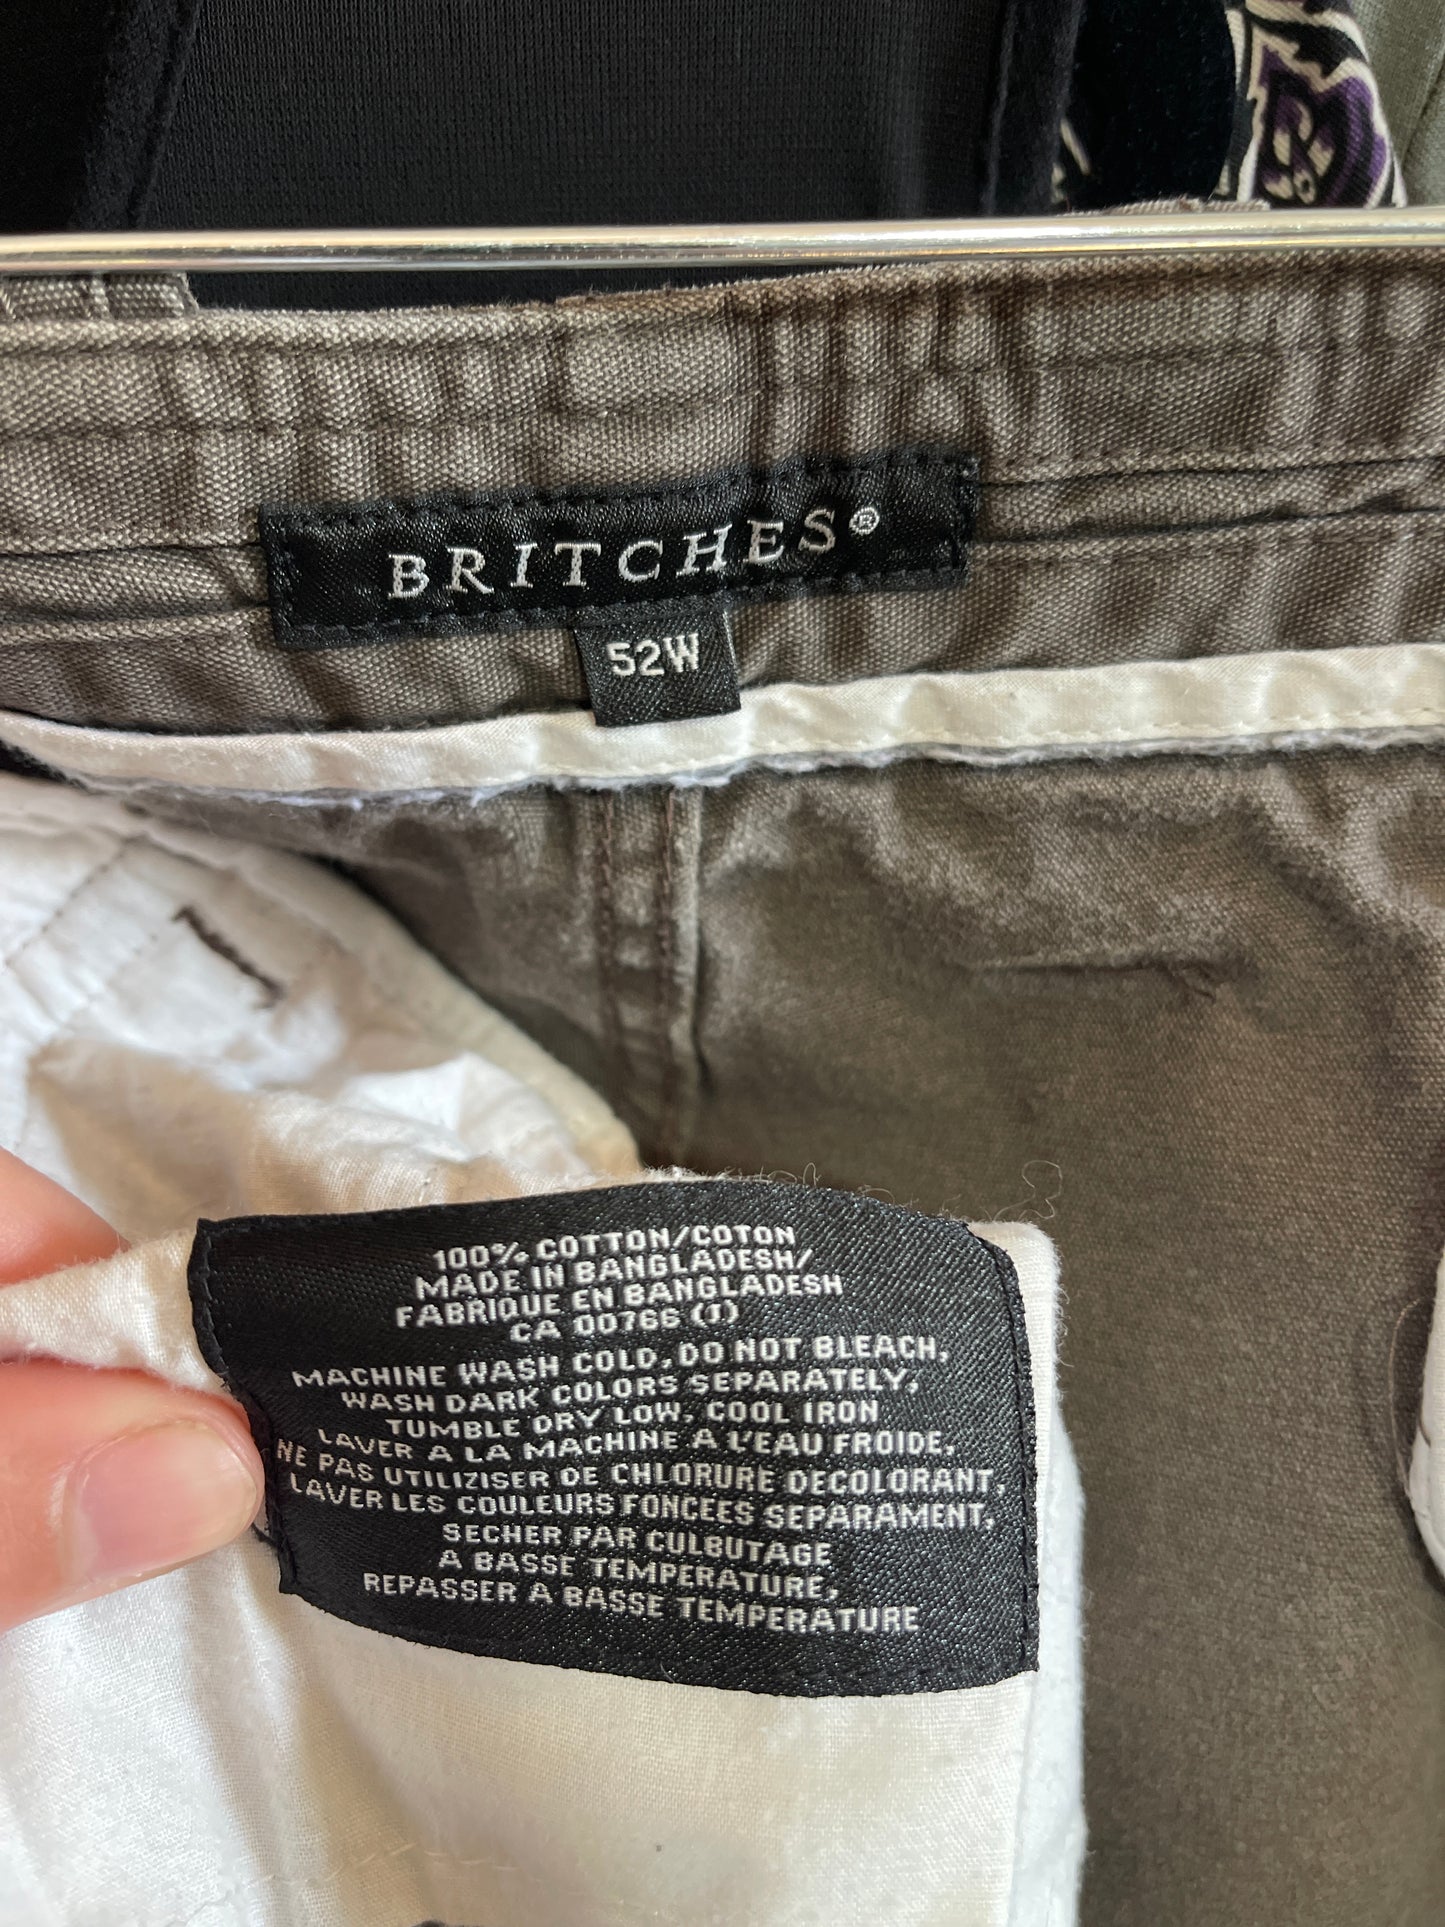 BRITCHES®
52W
100% COTTON/COTON
MADE IN BANGLADESH/
FABRIQUE EN BANGLADESH
CA 00766 (J)
MACHINE WASH COLD, DO NOT BLEACH,
WASH DARK COLORS SEPARATELY,
TUMBLE DRY LOW, COOL IRON
LAVER A LA MACHINE A L'EAU FROIDE,
NE PAS UTILIZISER DE CHLORURE DECOLORANT,
LAVER LES COULEURS FONCEES SEPARAMENT,
SECHER PAR CULBUTAGE
A BASSE TEMPERATURE,
REPASSER A BASSE TEMPERATURE